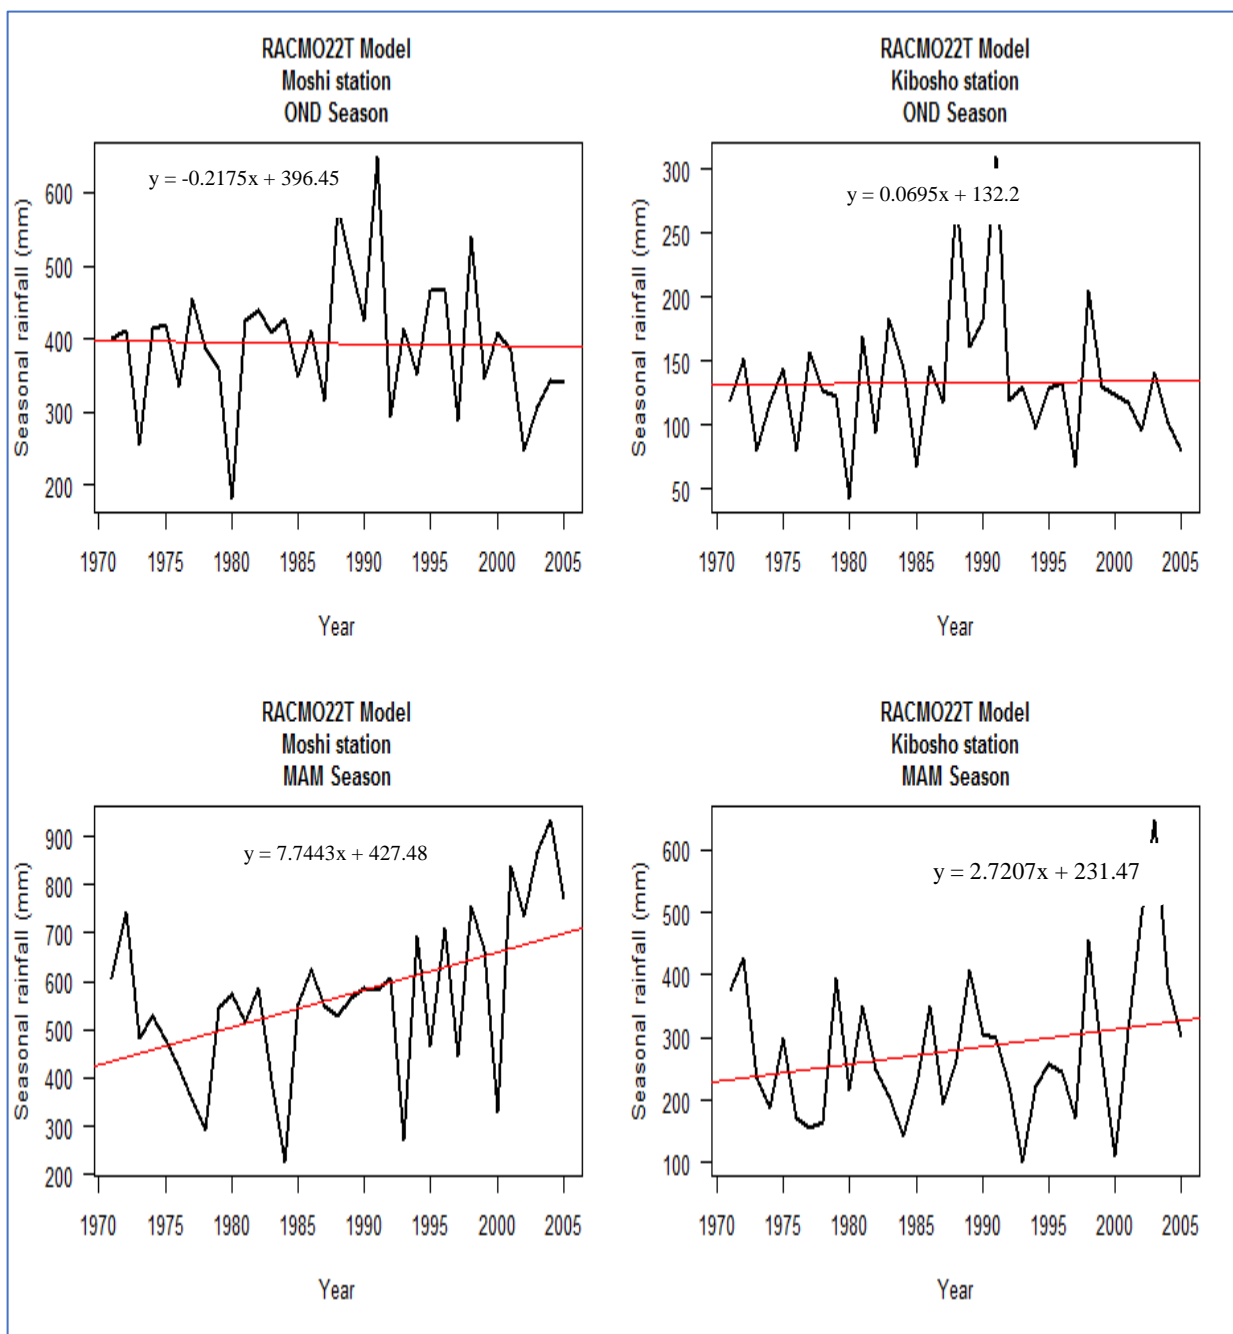 RACMO22T Model
Moshi station
OND Season
y = -0.2175x + 396.45
Seasonal rainfall (mm)
600
500
400
300
200
1970 1975 1980 1985 1990 1995 2000 2005
Year
RACMO22T Model
Kibosho station
OND Season
y = 0.0695x + 132.2
Seasonal rainfall (mm)
300
250
200
150
100
50
1970 1975 1980 1985 1990 1995 2000 2005
Year
RACMO22T Model
Moshi station
MAM Season
y = 7.7443x + 427.48
Seasonal rainfall (mm)
900
800
700
600
500
400
300
200
1970 1975 1980 1985 1990 1995 2000 2005
Year
RACMO22T Model
Kibosho station
MAM Season
y = 2.7207x + 231.47
Seasonal rainfall (mm)
600
500
400
300
200
100
1970 1975 1980 1985 1990 1995 2000 2005
Year